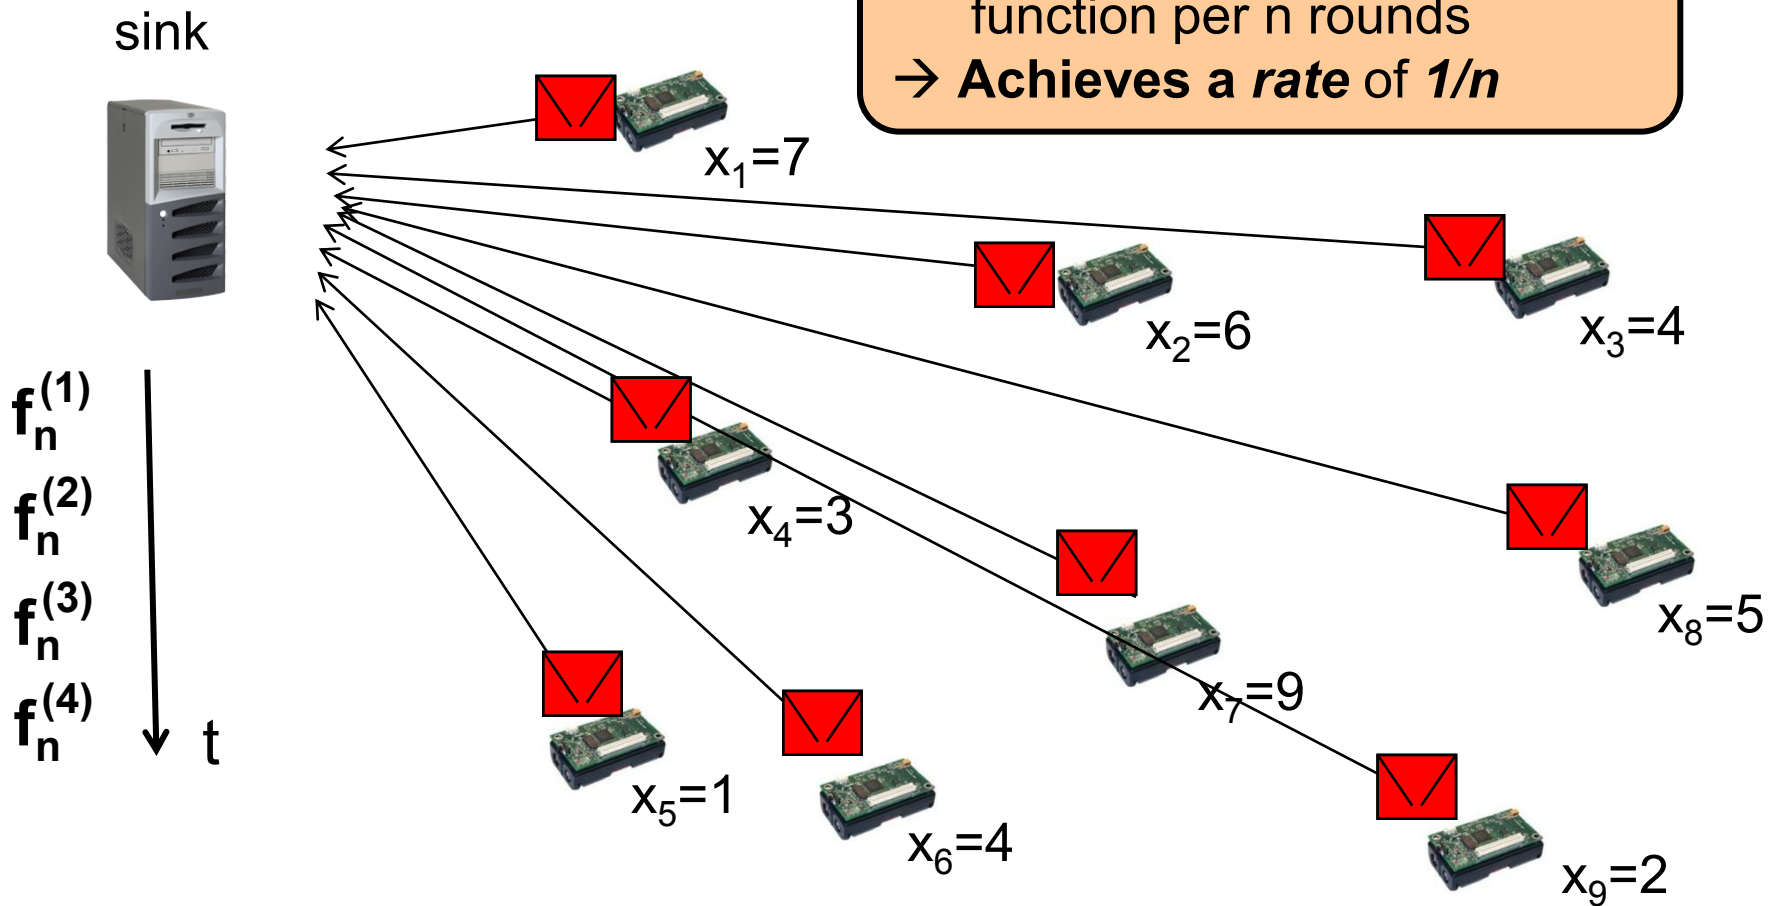 sink
function per n rounds
→ Achieves a rate of 1/n
x₁=7
x₂=6
x₃=4
fₙ⁽¹⁾
fₙ⁽²⁾
x₄=3
fₙ⁽³⁾
x₈=5
fₙ⁽⁴⁾
t
x₇=9
x₅=1
x₆=4
x₉=2